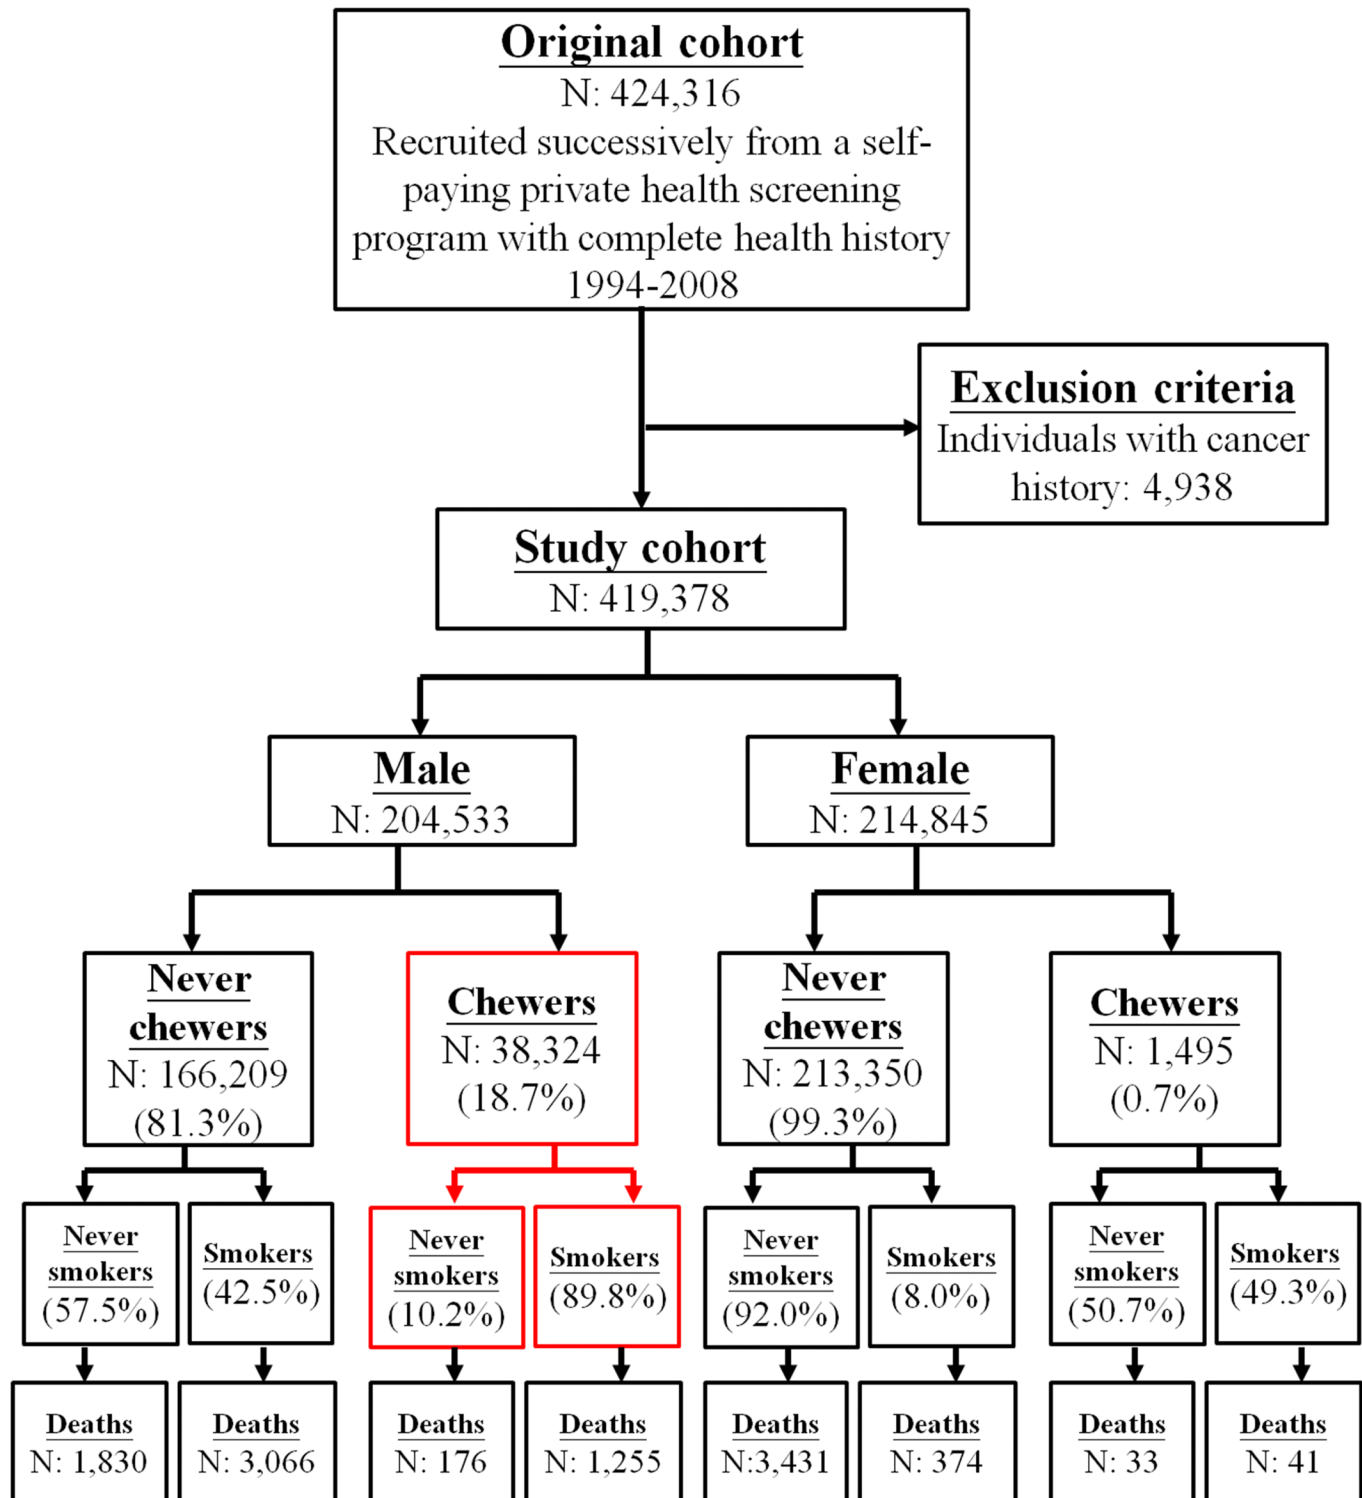 Original cohort
N: 424,316
Recruited successively from a self-
paying private health screening
program with complete health history
1994-2008
Exclusion criteria
Individuals with cancer
history: 4,938
Study cohort
N: 419,378
Male
N: 204,533
Female
N: 214,845
Never
chewers
N: 166,209
(81.3%)
Chewers
N: 38,324
(18.7%)
Never
chewers
N: 213,350
(99.3%)
Chewers
N: 1,495
(0.7%)
Never
smokers
(57.5%)
Smokers
(42.5%)
Never
smokers
(10.2%)
Smokers
(89.8%)
Never
smokers
(92.0%)
Smokers
(8.0%)
Never
smokers
(50.7%)
Smokers
(49.3%)
Deaths
N: 1,830
Deaths
N: 3,066
Deaths
N: 176
Deaths
N: 1,255
Deaths
N:3,431
Deaths
N: 374
Deaths
N: 33
Deaths
N: 41